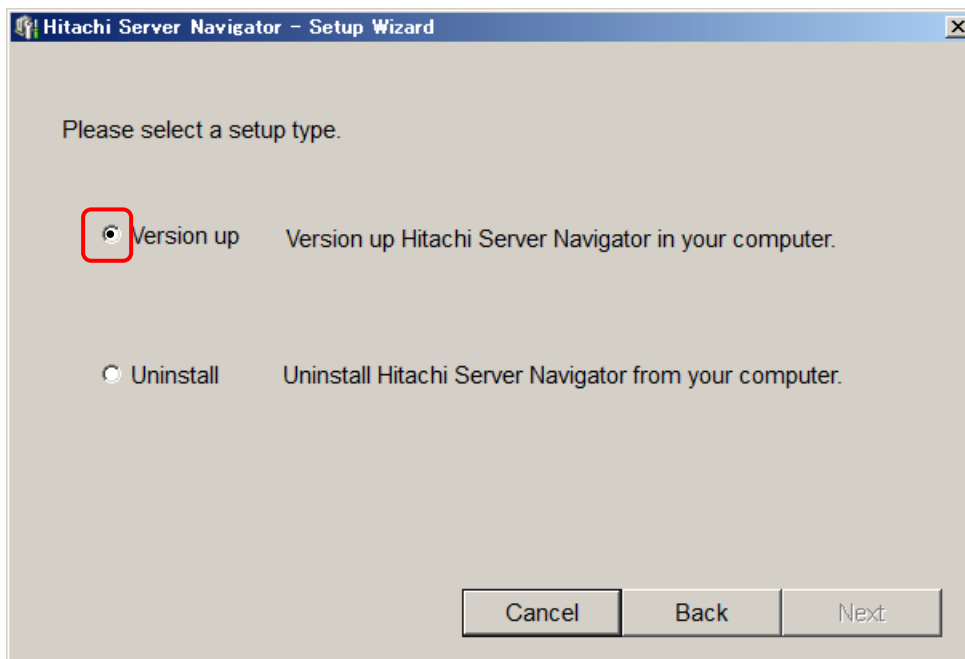 Hitachi Server Navigator - Setup Wizard
Please select a setup type.
Version up Version up Hitachi Server Navigator in your computer.
Uninstall Uninstall Hitachi Server Navigator from your computer.
Cancel Back Next